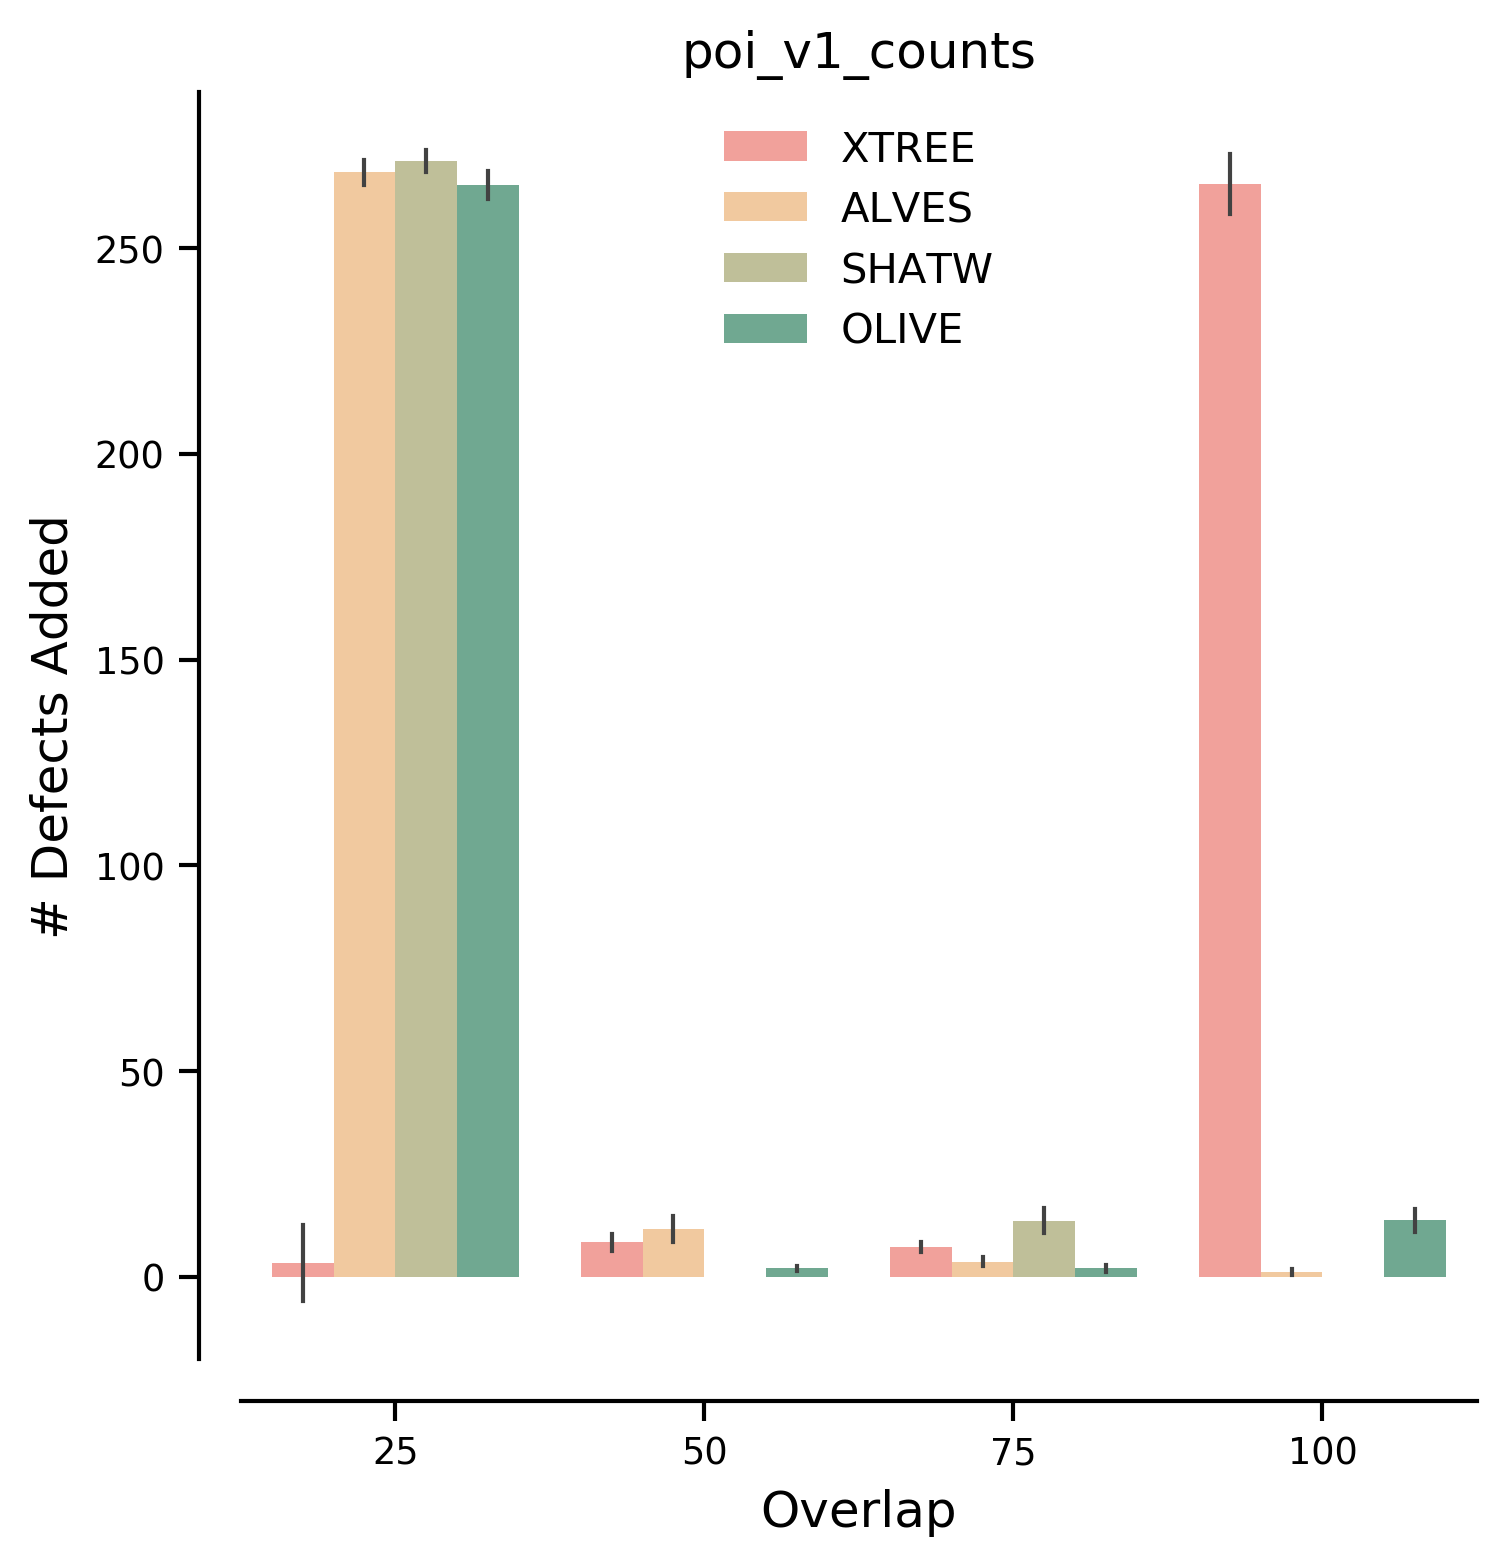 poi_v1_counts
XTREE
ALVES
SHATW
OLIVE
# Defects Added
250
200
150
100
50
0
25 50 75 100
Overlap